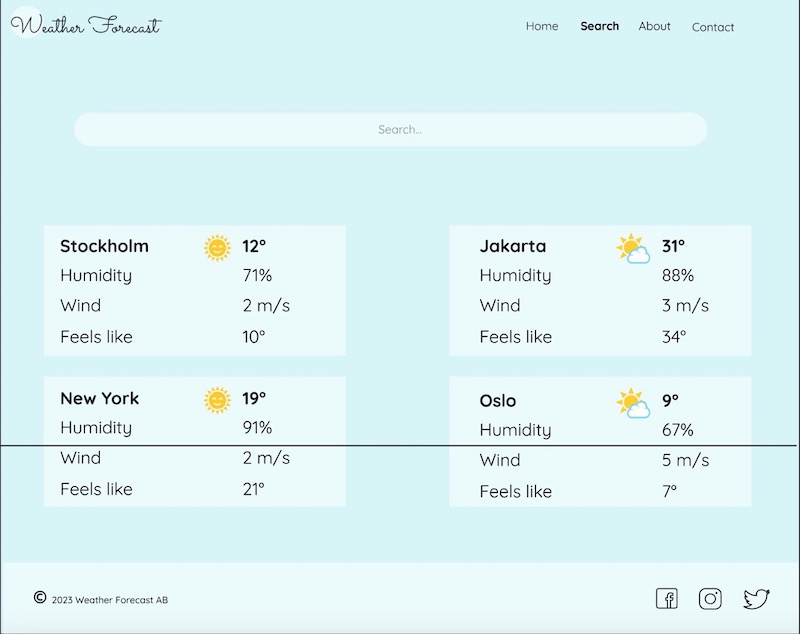 Weather Forecast
Home Search About Contact
Search...
Stockholm 12°
Humidity 71%
Wind 2 m/s
Feels like 10°
Jakarta 31°
Humidity 88%
Wind 3 m/s
Feels like 34°
New York 19°
Humidity 91%
Wind 2 m/s
Feels like 21°
Oslo 9°
Humidity 67%
Wind 5 m/s
Feels like 7°
© 2023 Weather Forecast AB